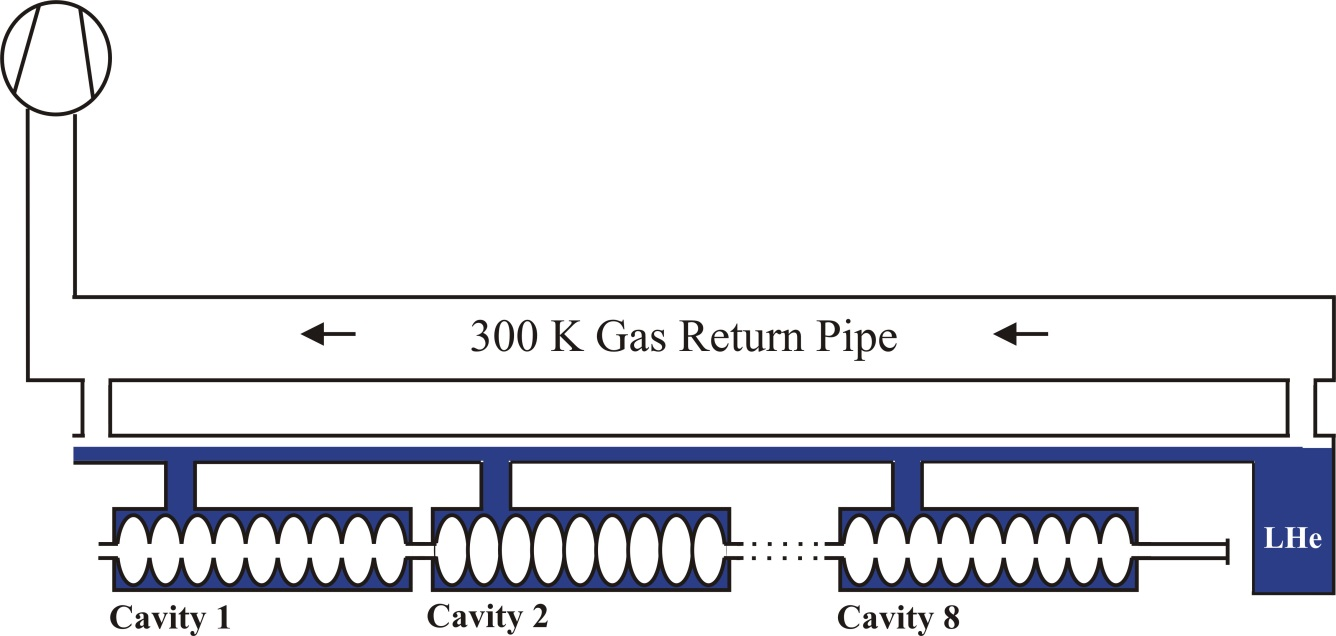 300 K Gas Return Pipe
LHe
Cavity 1
Cavity 2
Cavity 8